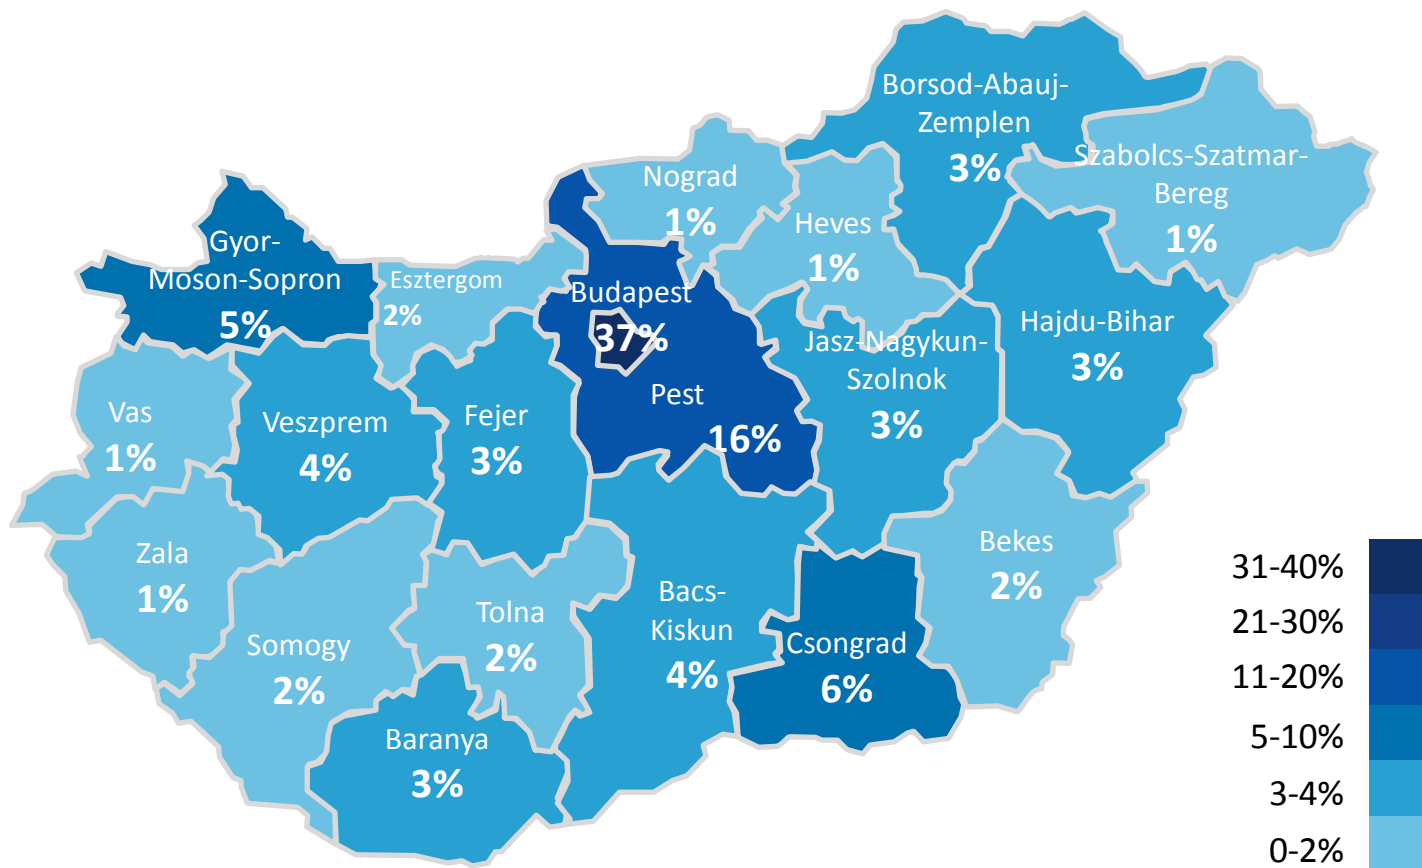 Borsod-Abauj-
Zemplen
3%
Szabolcs-Szatmar-
Bereg
1%
Nograd
1%
Heves
1%
Gyor-
Moson-Sopron
5%
Esztergom
2%
Budapest
37%
Pest
16%
Jasz-Nagykun-
Szolnok
3%
Hajdu-Bihar
3%
Vas
1%
Veszprem
4%
Fejer
3%
Zala
1%
Somogy
2%
Tolna
2%
Bacs-
Kiskun
4%
Csongrad
6%
Bekes
2%
Baranya
3%
31-40%
21-30%
11-20%
5-10%
3-4%
0-2%